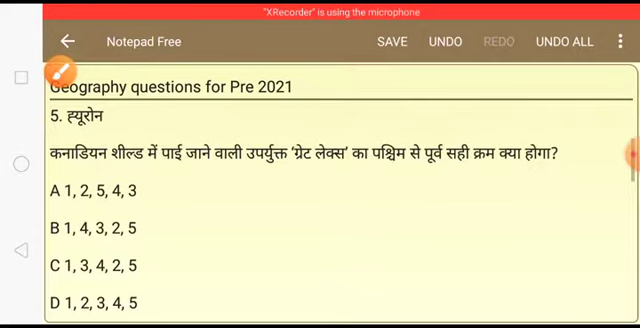 "XRecorder" is using the microphone
Notepad Free SAVE UNDO REDO UNDO ALL
Geography questions for Pre 2021
5. ह्यूरोन
कनाडियन शील्ड में पाई जाने वाली उपर्युक्त 'ग्रेट लेक्स' का पश्चिम से पूर्व सही क्रम क्या होगा?
A 1, 2, 5, 4, 3
B 1, 4, 3, 2, 5
C 1, 3, 4, 2, 5
D 1, 2, 3, 4, 5